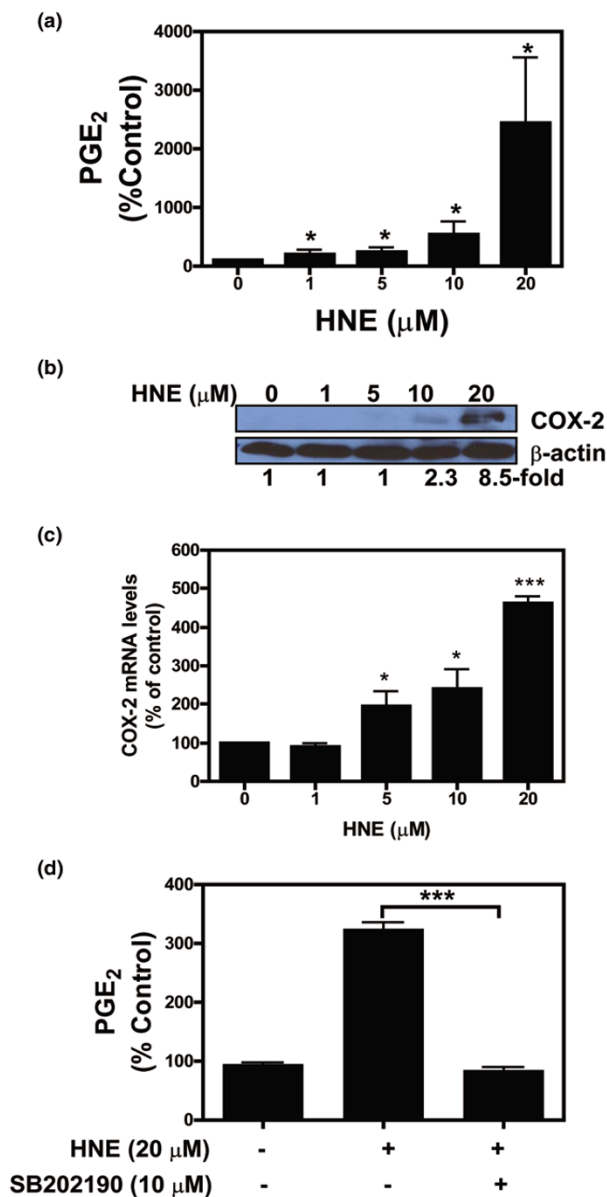 (a)
4000
3000
2000
1000
0
PGE2
(%Control)
* * * *
0 1 5 10 20
HNE (μM)
(b)
HNE (μM) 0 1 5 10 20
COX-2
β-actin
1 1 1 2.3 8.5-fold
(c)
600
500
400
300
200
100
0
COX-2 mRNA levels
(% of control)
* * ***
0 1 5 10 20
HNE (μM)
(d)
400
300
200
100
0
PGE2
(% Control)
***
HNE (20 μM) - + +
SB202190 (10 μM) - - +